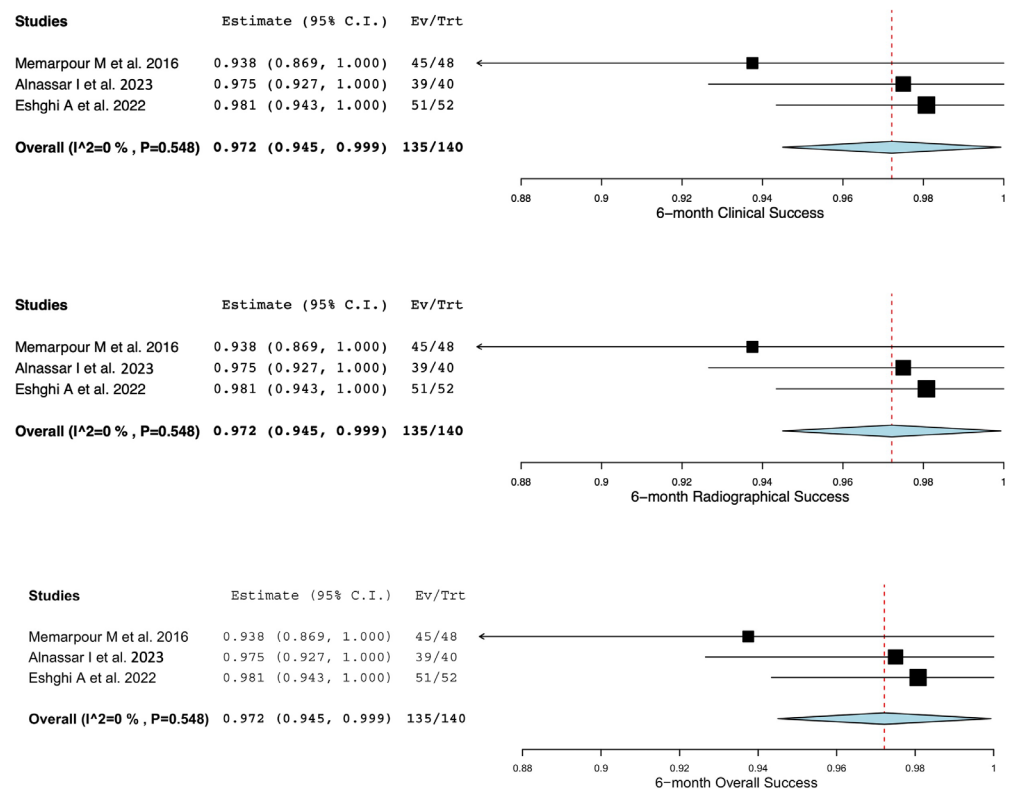 Studies Estimate (95% C.I.) Ev/Trt
Memarpour M et al. 2016 0.938 (0.869, 1.000) 45/48
Alnassar I et al. 2023 0.975 (0.927, 1.000) 39/40
Eshghi A et al. 2022 0.981 (0.943, 1.000) 51/52
Overall (I^2=0 % , P=0.548) 0.972 (0.945, 0.999) 135/140
0.88 0.9 0.92 0.94 0.96 0.98 1
6−month Clinical Success
Studies Estimate (95% C.I.) Ev/Trt
Memarpour M et al. 2016 0.938 (0.869, 1.000) 45/48
Alnassar I et al. 2023 0.975 (0.927, 1.000) 39/40
Eshghi A et al. 2022 0.981 (0.943, 1.000) 51/52
Overall (I^2=0 % , P=0.548) 0.972 (0.945, 0.999) 135/140
0.88 0.9 0.92 0.94 0.96 0.98 1
6−month Radiographical Success
Studies Estimate (95% C.I.) Ev/Trt
Memarpour M et al. 2016 0.938 (0.869, 1.000) 45/48
Alnassar I et al. 2023 0.975 (0.927, 1.000) 39/40
Eshghi A et al. 2022 0.981 (0.943, 1.000) 51/52
Overall (I^2=0 % , P=0.548) 0.972 (0.945, 0.999) 135/140
0.88 0.9 0.92 0.94 0.96 0.98 1
6−month Overall Success